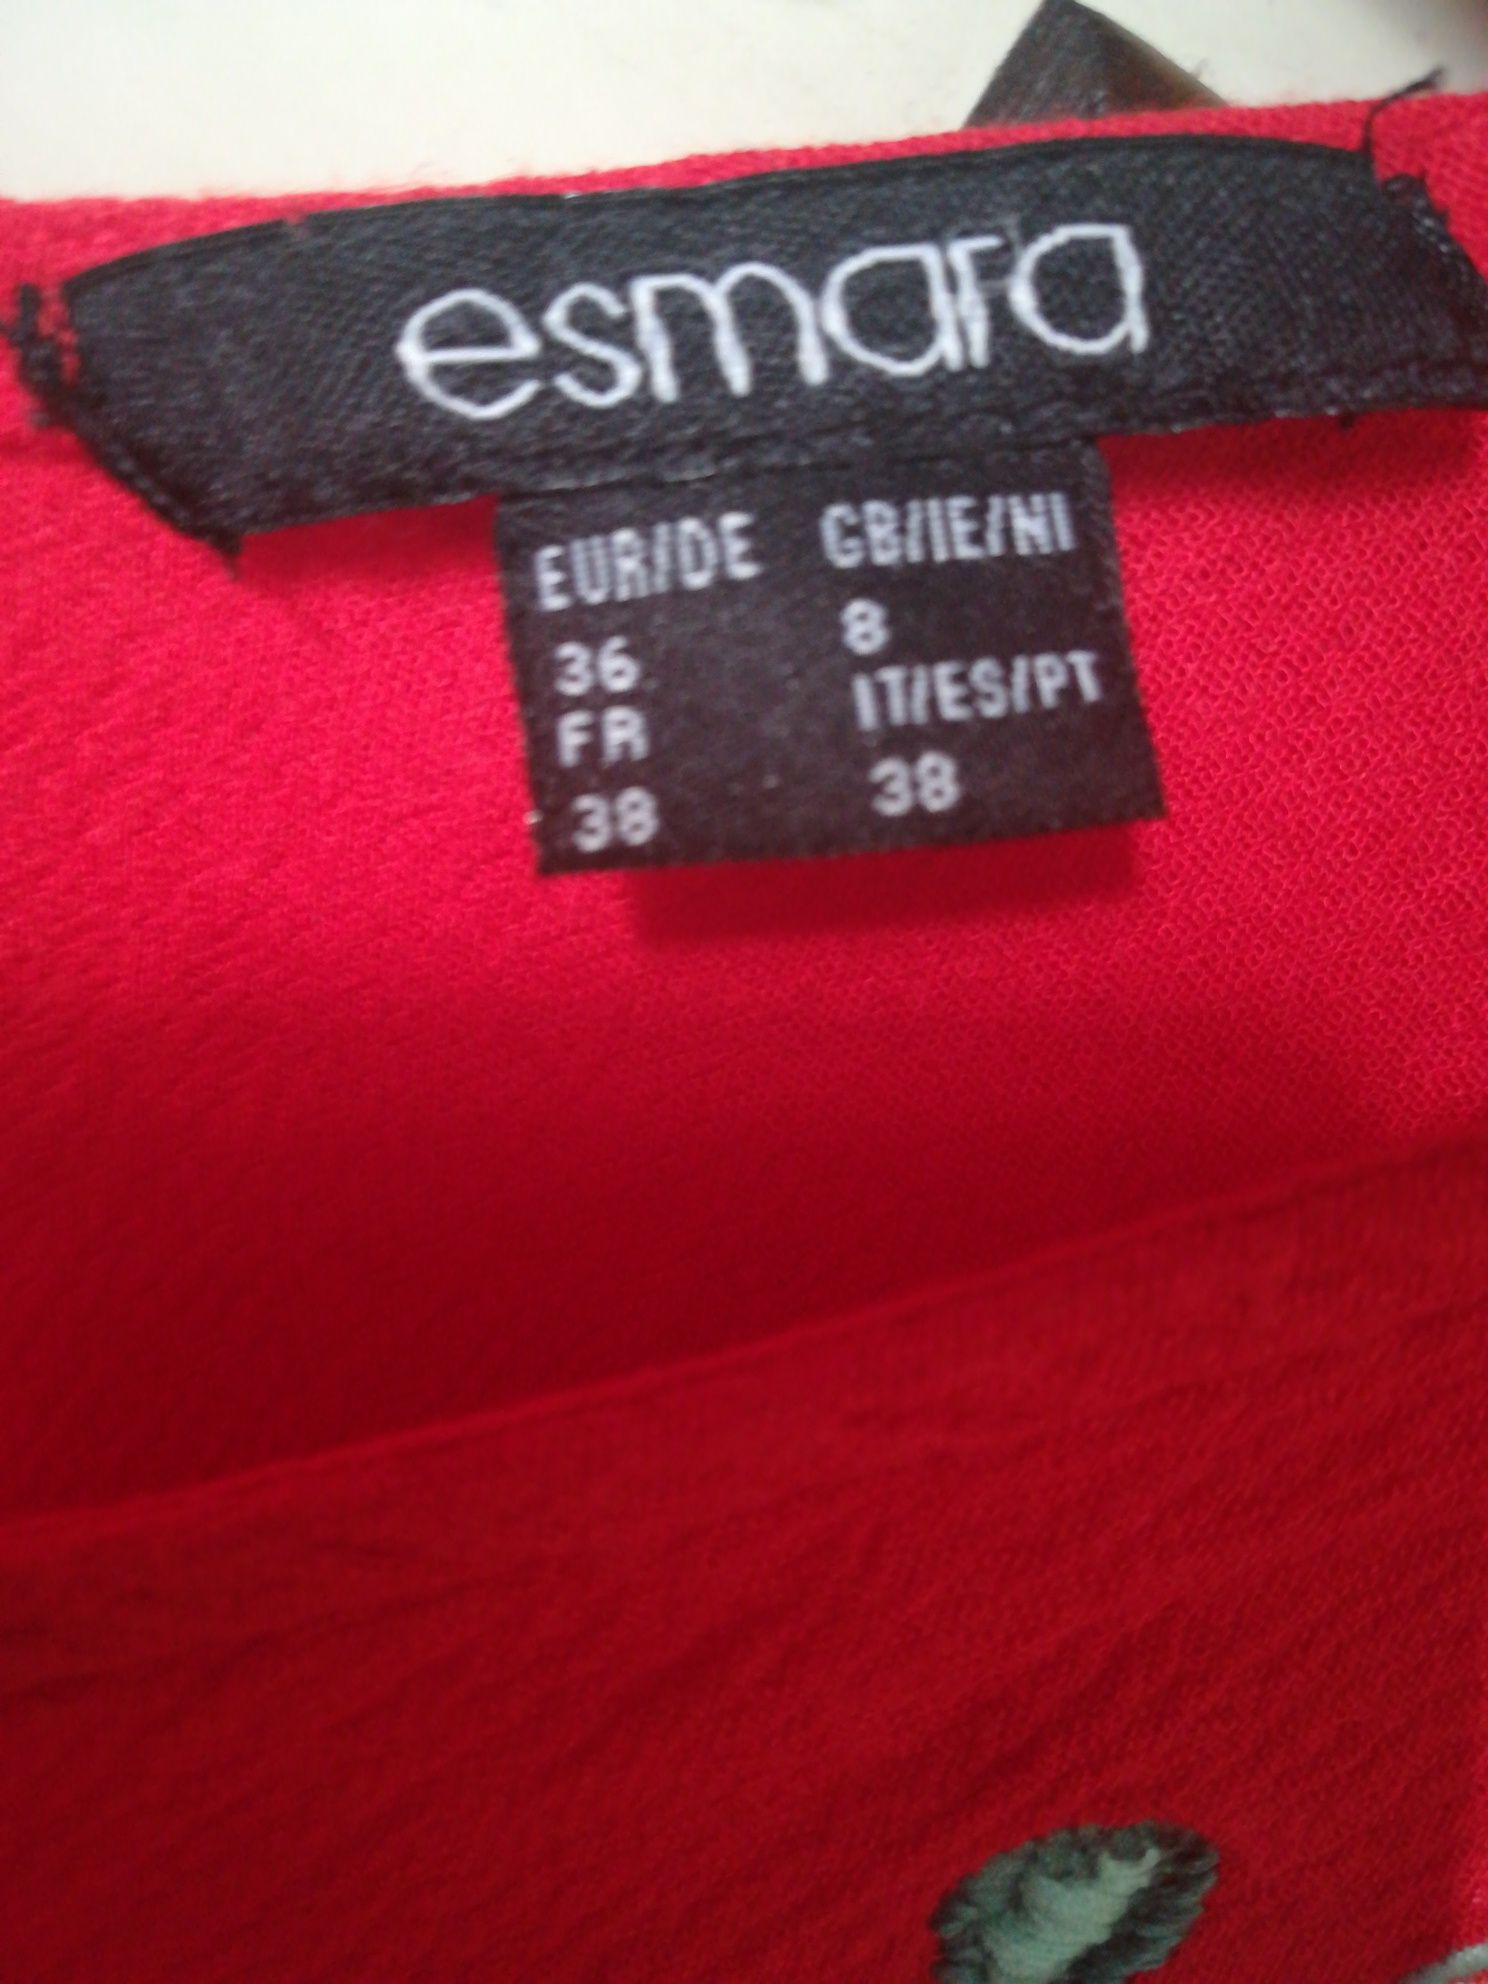 esmara
EUR/DE GB/IE/NI
36 8
FR IT/ES/PT
38 38